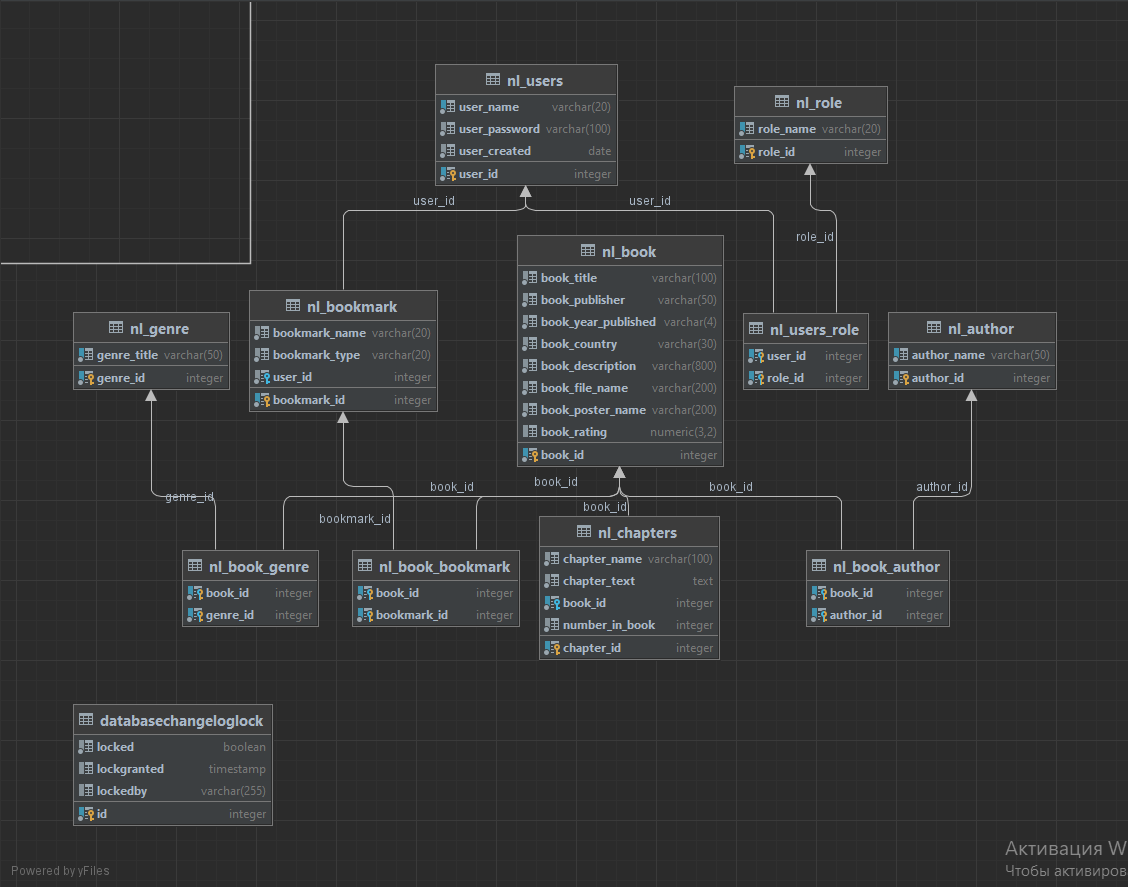 nl_users
user_name varchar(20)
user_password varchar(100)
user_created date
user_id integer
nl_role
role_name varchar(20)
role_id integer
user_id
user_id
role_id
nl_book
book_title varchar(100)
book_publisher varchar(50)
book_year_published varchar(4)
book_country varchar(30)
book_description varchar(800)
book_file_name varchar(200)
book_poster_name varchar(200)
book_rating numeric(3,2)
book_id integer
nl_bookmark
bookmark_name varchar(20)
bookmark_type varchar(20)
user_id integer
bookmark_id integer
nl_genre
genre_title varchar(50)
genre_id integer
nl_users_role
user_id integer
role_id integer
nl_author
author_name varchar(50)
author_id integer
genre_id
bookmark_id
book_id
book_id
book_id
book_id
author_id
nl_book_genre
book_id integer
genre_id integer
nl_book_bookmark
book_id integer
bookmark_id integer
nl_chapters
chapter_name varchar(100)
chapter_text text
book_id integer
number_in_book integer
chapter_id integer
nl_book_author
book_id integer
author_id integer
databasechangeloglock
locked boolean
lockgranted timestamp
lockedby varchar(255)
id integer
Активация W
Чтобы активиров
Powered by yFiles